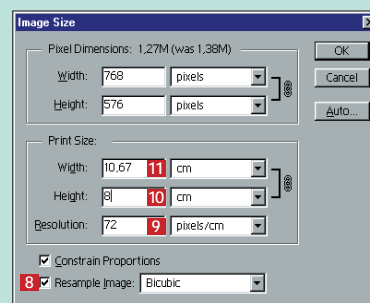 Image Size
Pixel Dimensions: 1,27M (was 1,38M)
Width: 768 pixels
Height: 576 pixels
OK
Cancel
Auto...
Print Size:
Width: 10,67 11 cm
Height: 8 10 cm
Resolution: 72 9 pixels/cm
Constrain Proportions
8 Resample Image: Bicubic